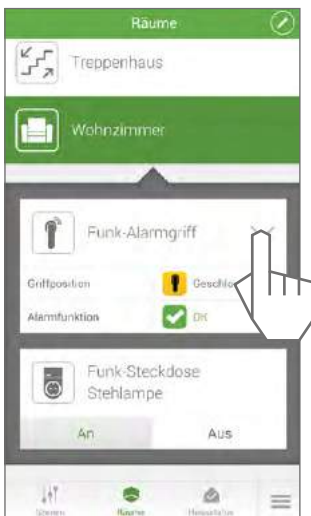 Räume
Treppenhaus
Wohnzimmer
Funk-Alarmgriff
Griffposition
Alarmfunktion OK
Funk-Steckdose
Stehlampe
An Aus
Räume